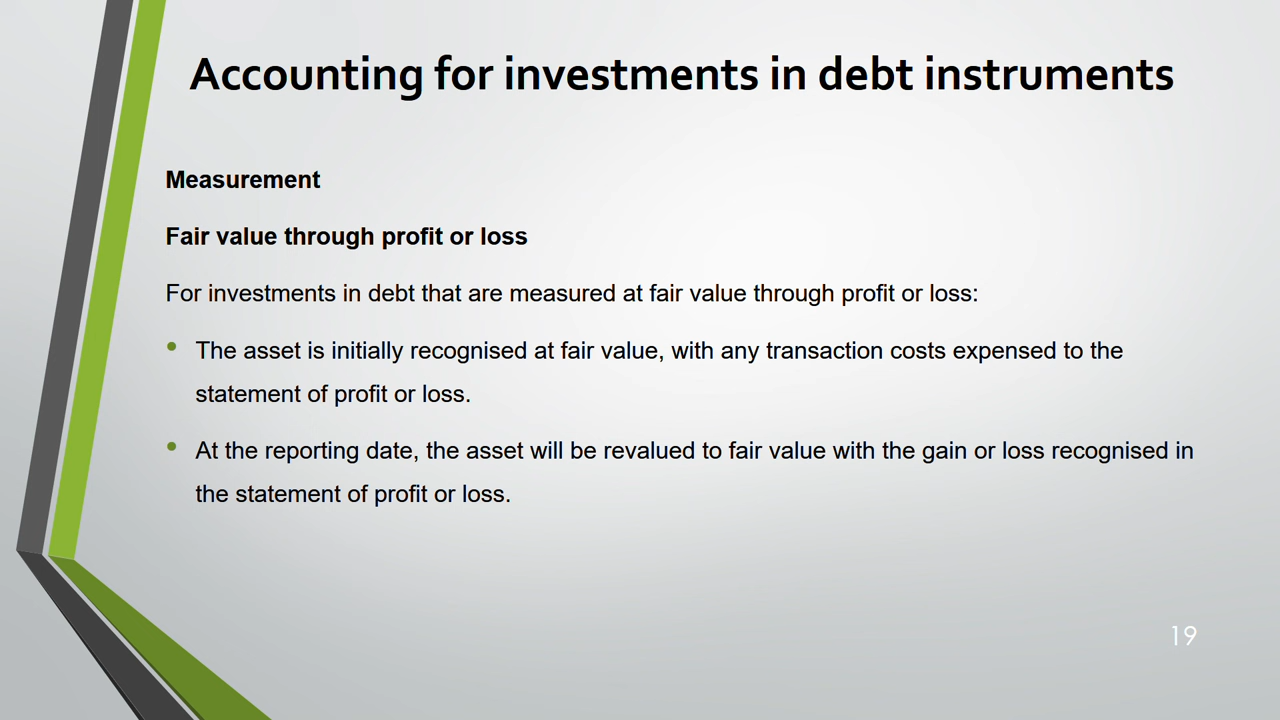 Accounting for investments in debt instruments
Measurement
Fair value through profit or loss
For investments in debt that are measured at fair value through profit or loss:
• The asset is initially recognised at fair value, with any transaction costs expensed to the
statement of profit or loss.
• At the reporting date, the asset will be revalued to fair value with the gain or loss recognised in
the statement of profit or loss.
19